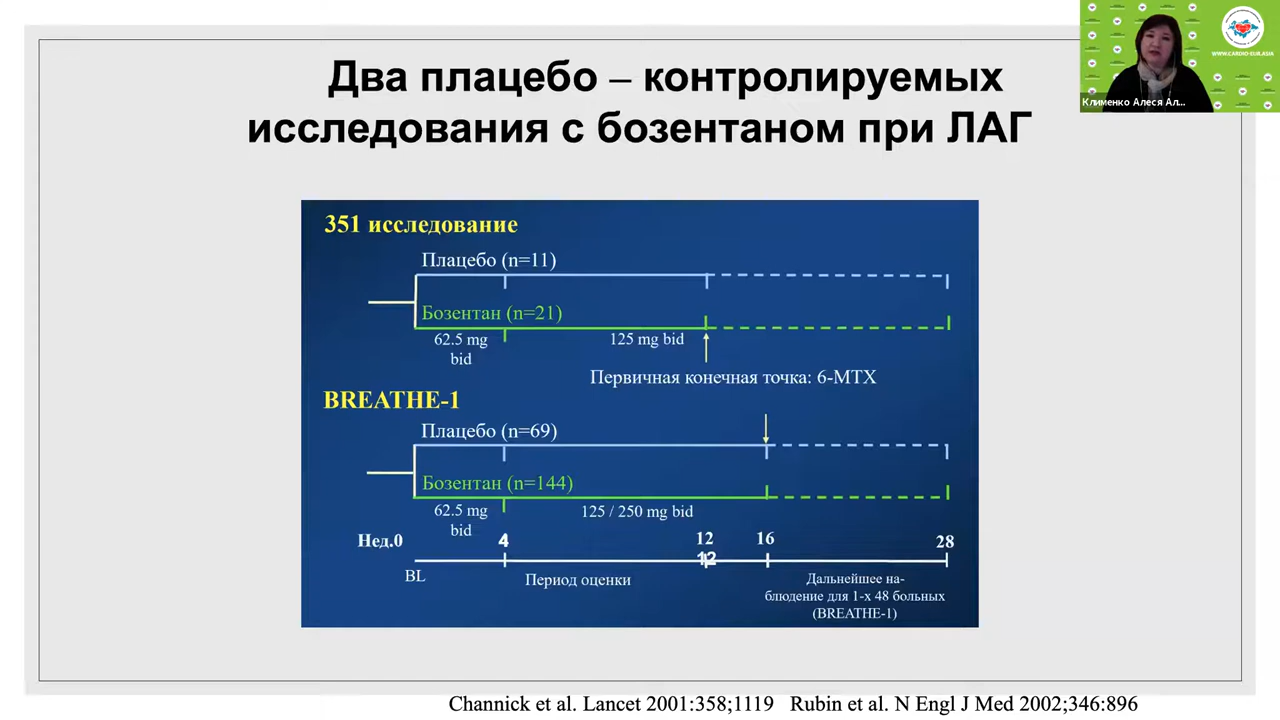 Два плацебо – контролируемых
исследования с бозентаном при ЛАГ
WWW.CARDIO-EUR.ASIA
Клименко Алеся Ал...
351 исследование
Плацебо (n=11)
Бозентан (n=21)
62.5 mg
bid
125 mg bid
Первичная конечная точка: 6-МТХ
BREATHE-1
Плацебо (n=69)
Бозентан (n=144)
62.5 mg
bid
125 / 250 mg bid
Нед.0
4
12
12
16
28
BL
Период оценки
Дальнейшее на-
блюдение для 1-х 48 больных
(BREATHE-1)
Channick et al. Lancet 2001:358;1119 Rubin et al. N Engl J Med 2002;346:896